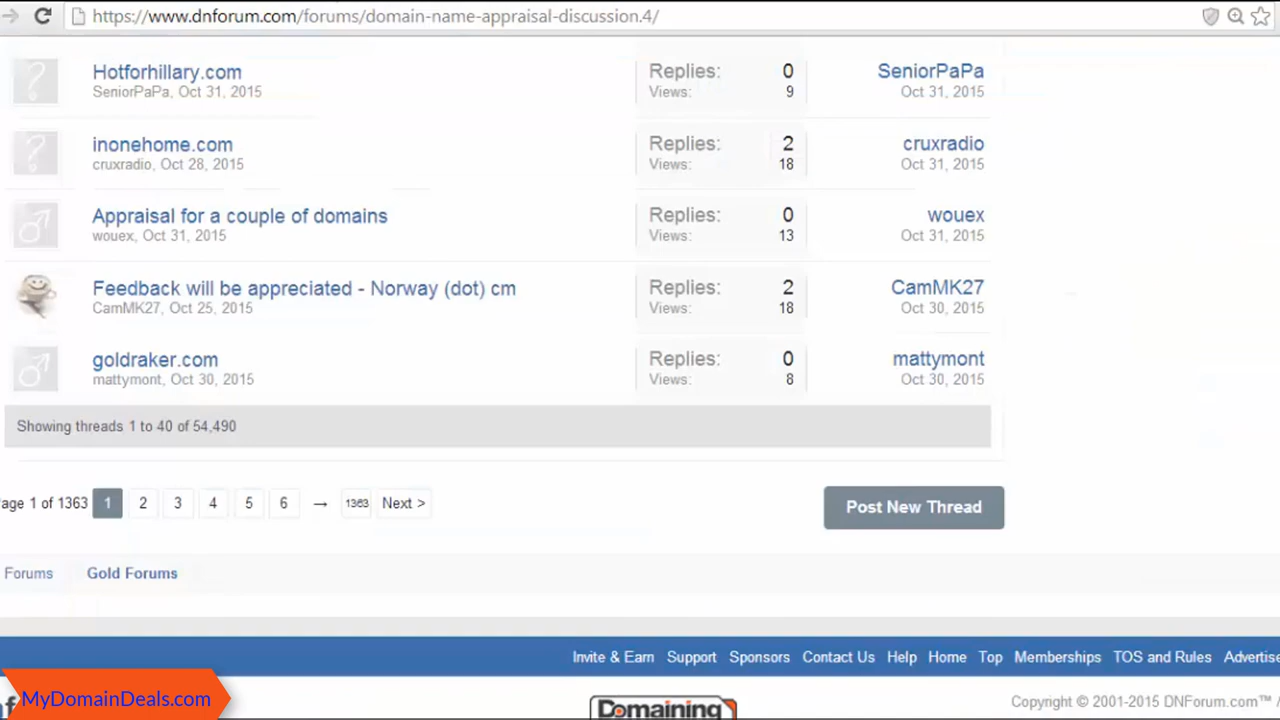 https://www.dnforum.com/forums/domain-name-appraisal-discussion.4/
Hotforhillary.com
SeniorPaPa, Oct 31, 2015
Replies: 0
Views: 9
SeniorPaPa
Oct 31, 2015
inonehome.com
cruxradio, Oct 28, 2015
Replies: 2
Views: 18
cruxradio
Oct 31, 2015
Appraisal for a couple of domains
wouex, Oct 31, 2015
Replies: 0
Views: 13
wouex
Oct 31, 2015
Feedback will be appreciated - Norway (dot) cm
CamMK27, Oct 25, 2015
Replies: 2
Views: 18
CamMK27
Oct 31, 2015
goldraker.com
mattymont, Oct 30, 2015
Replies: 0
Views: 8
mattymont
Oct 30, 2015
Showing threads 1 to 40 of 54,490
age 1 of 1363 1 2 3 4 5 6 → 1363 Next >
Post New Thread
Forums Gold Forums
Invite & Earn Support Sponsors Contact Us Help Home Top Memberships TOS and Rules Advertise
MyDomainDeals.com
Domaining
Copyright © 2001-2015 DNForum.com™ /